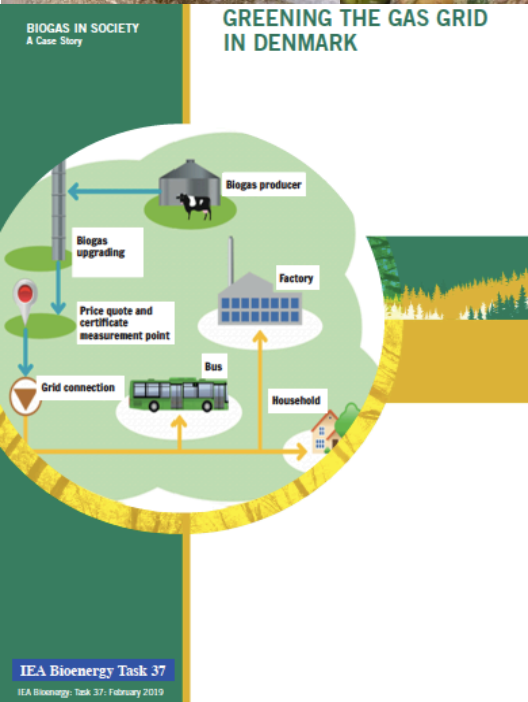 BIOGAS IN SOCIETY
A Case Story
GREENING THE GAS GRID
IN DENMARK
Biogas producer
Biogas
upgrading
Factory
Price quote and
certificate
measurement point
Bus
Grid connection
Household
IEA Bioenergy Task 37
IEA Bioenergy: Task 37: February 2019